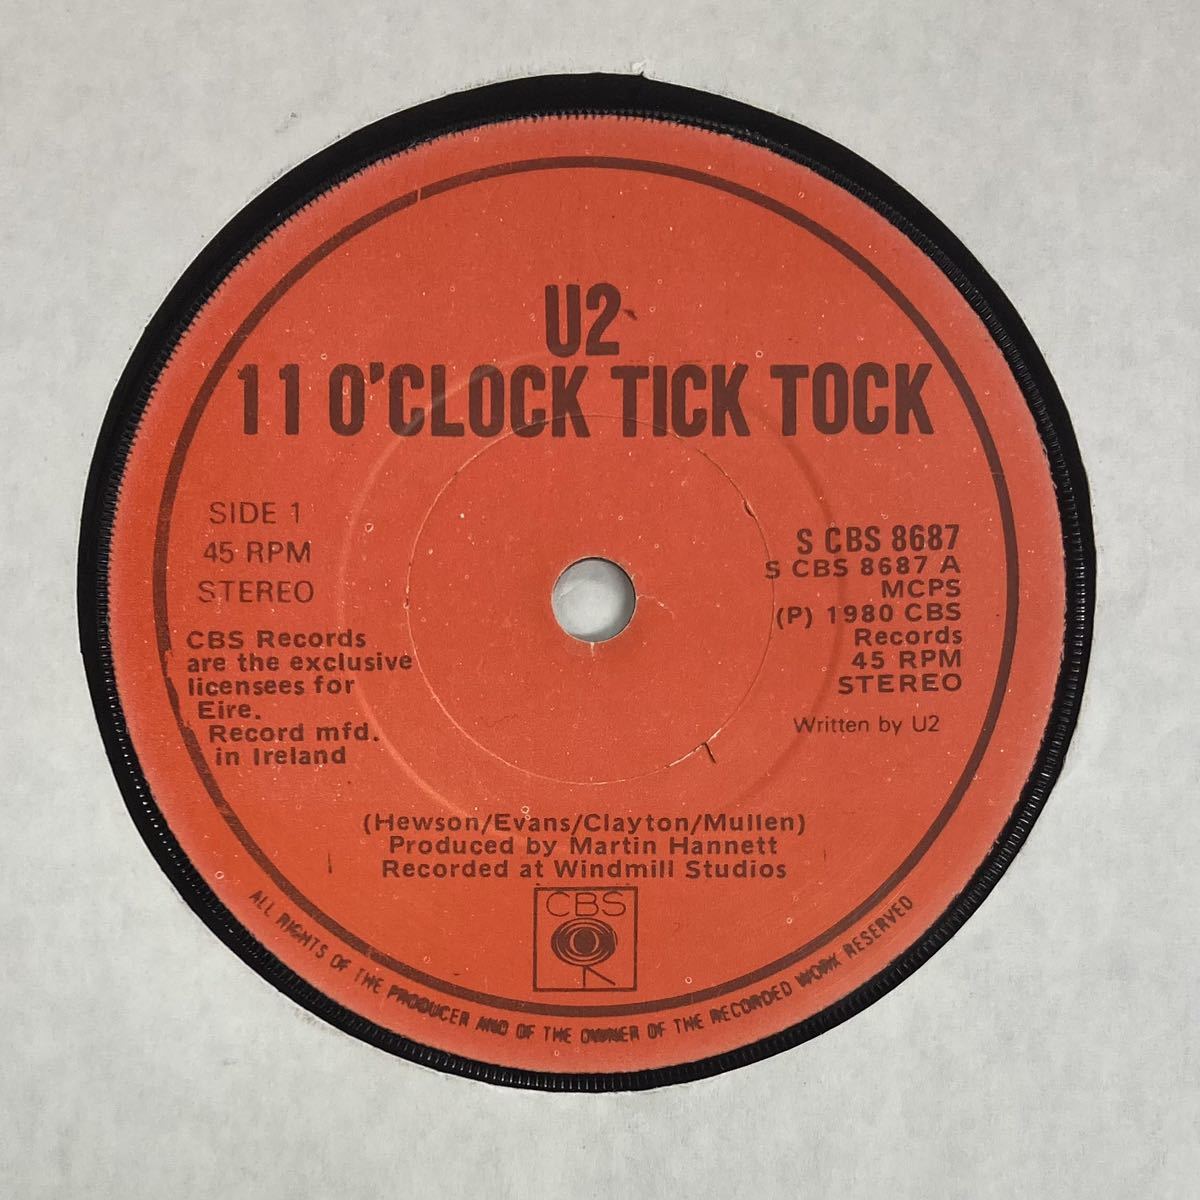 U2
11 O'CLOCK TICK TOCK
SIDE 1
45 RPM
STEREO
CBS Records
are the exclusive
licensees for
Eire.
Record mfd.
in Ireland
S CBS 8687
S CBS 8687 A
MCPS
(P) 1980 CBS
Records
45 RPM
STEREO
Written by U2
(Hewson/Evans/Clayton/Mullen)
Produced by Martin Hannett
Recorded at Windmill Studios
CBS
ALL RIGHTS OF THE PRODUCER AND OF THE OWNER OF THE RECORDED WORK RESERVED